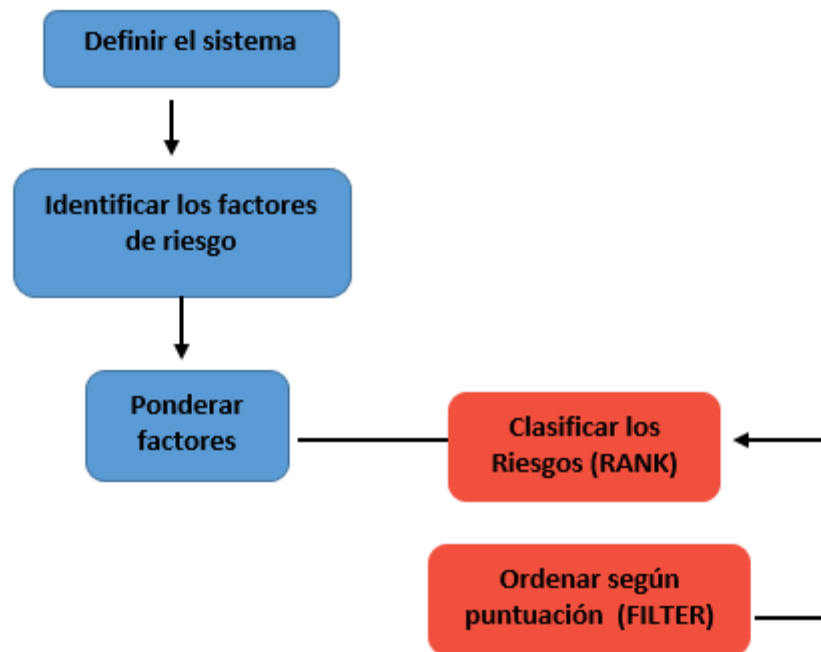 Definir el sistema
Identificar los factores
de riesgo
Ponderar
factores
Clasificar los
Riesgos (RANK)
Ordenar según
puntuación (FILTER)